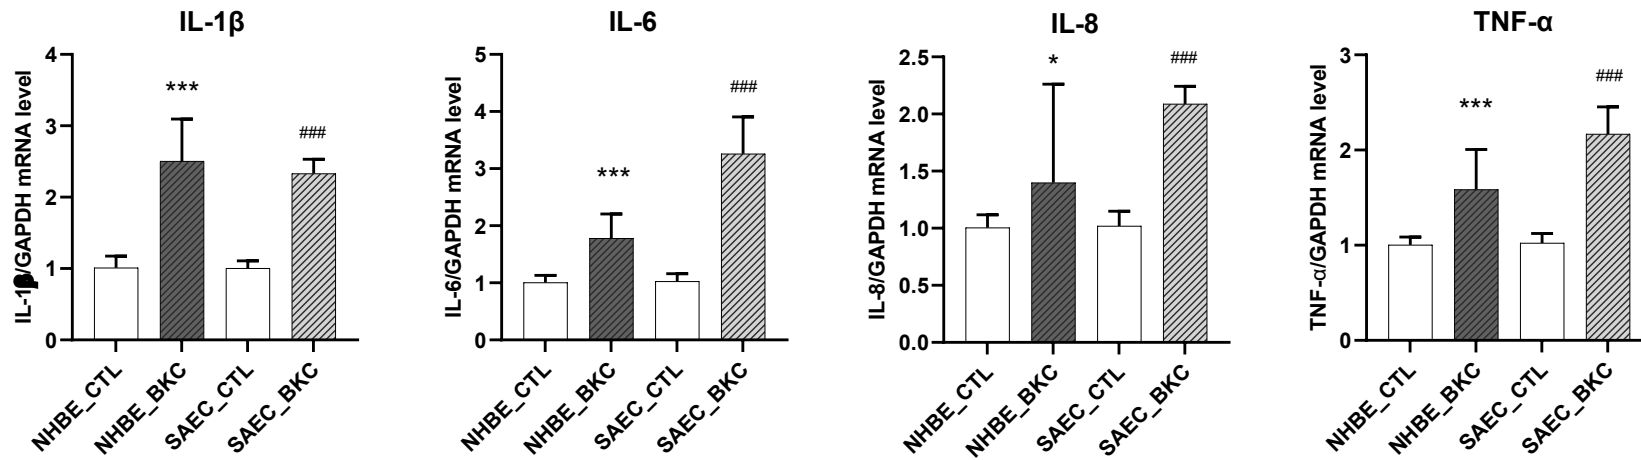 IL-1β
IL-1β/GAPDH mRNA level
4
3
2
1
0
***
###
NHBE_CTL
NHBE_BKC
SAEC_CTL
SAEC_BKC
IL-6
IL-6/GAPDH mRNA level
5
4
3
2
1
0
***
###
NHBE_CTL
NHBE_BKC
SAEC_CTL
SAEC_BKC
IL-8
IL-8/GAPDH mRNA level
2.5
2.0
1.5
1.0
0.5
0.0
*
###
NHBE_CTL
NHBE_BKC
SAEC_CTL
SAEC_BKC
TNF-α
TNF-α/GAPDH mRNA level
3
2
1
0
***
###
NHBE_CTL
NHBE_BKC
SAEC_CTL
SAEC_BKC